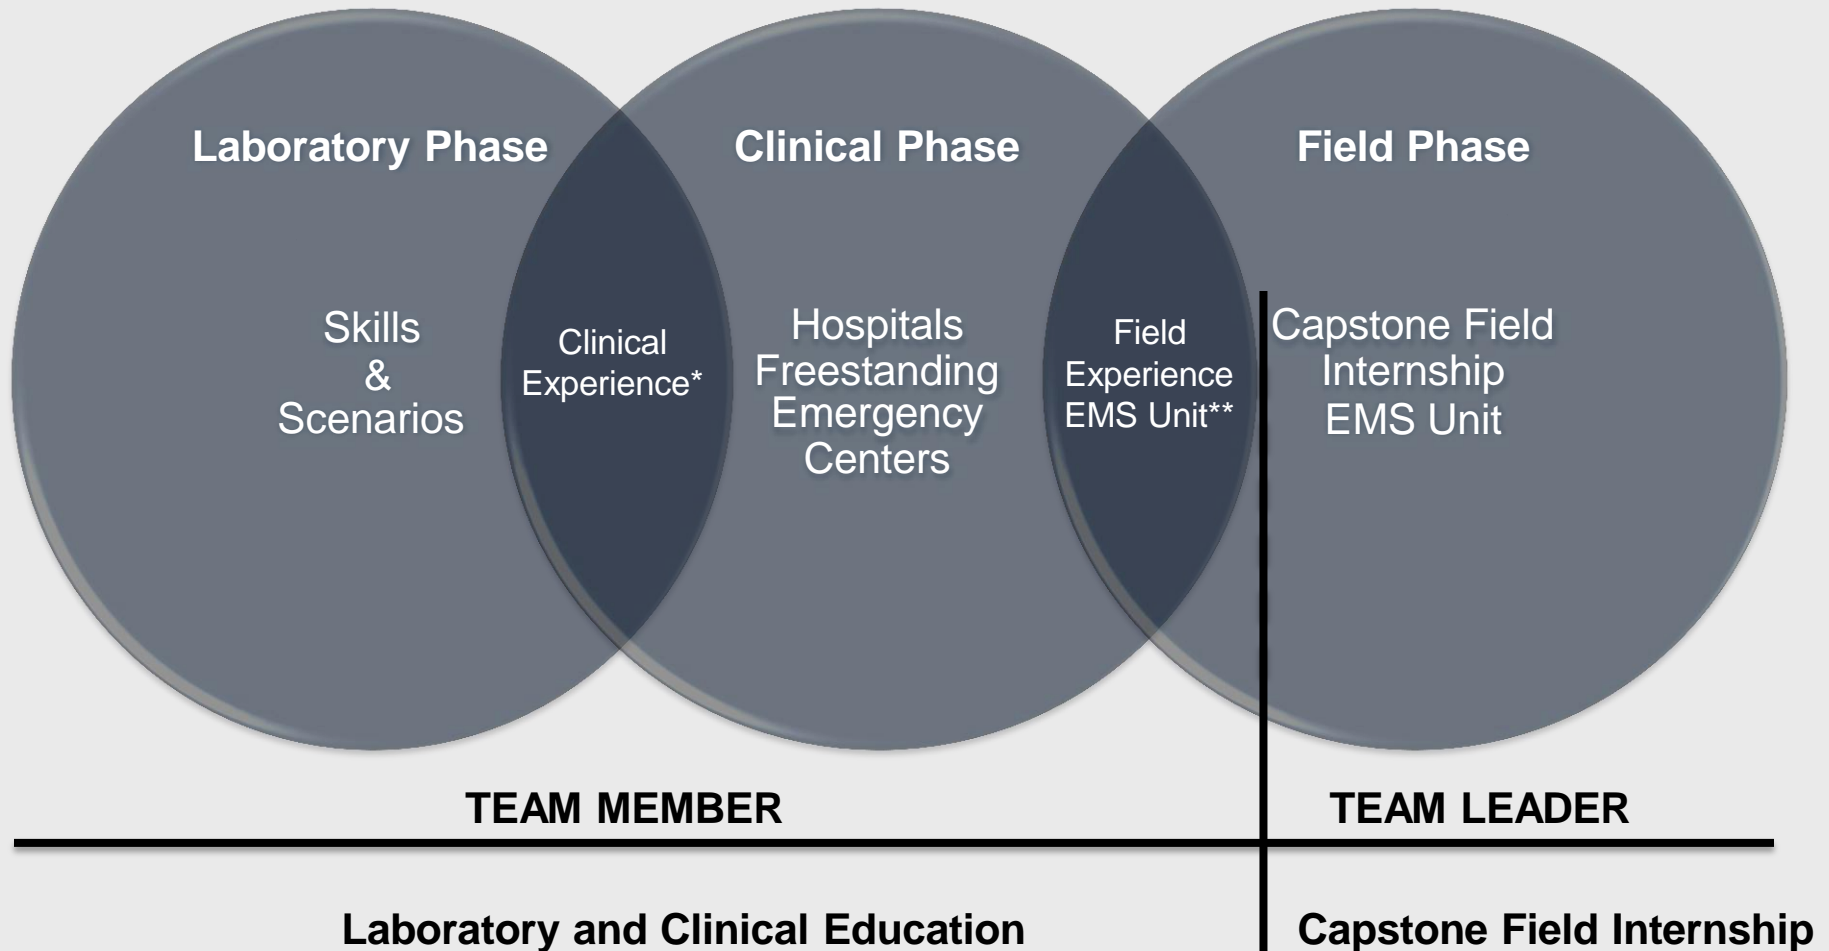 Laboratory Phase
Clinical Phase
Field Phase
Skills
&
Scenarios
Clinical
Experience*
Hospitals
Freestanding
Emergency
Centers
Field
Experience
EMS Unit**
Capstone Field
Internship
EMS Unit
TEAM MEMBER
TEAM LEADER
Laboratory and Clinical Education
Capstone Field Internship